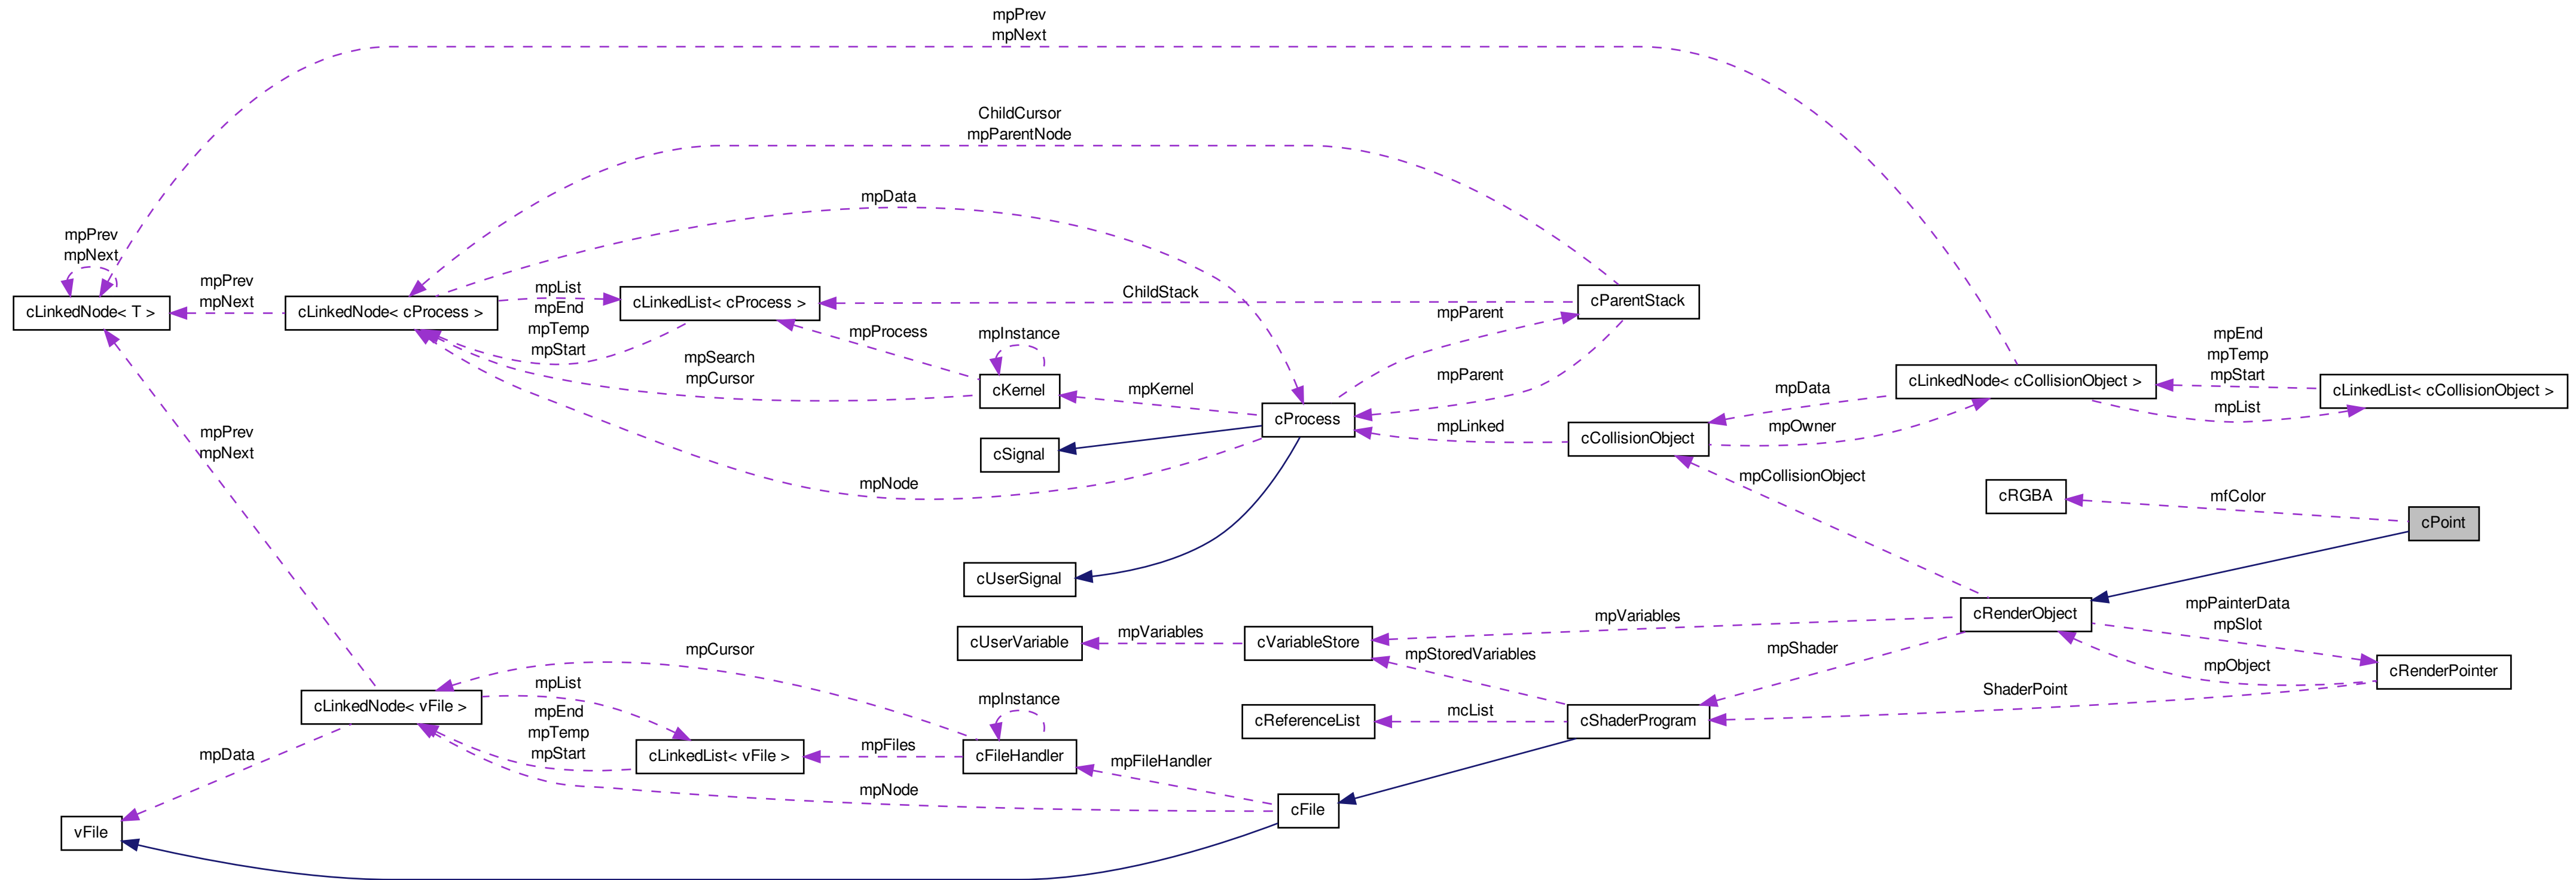 mpPrev
mpNext
ChildCursor
mpParentNode
mpData
mpPrev
mpNext
cLinkedNode< T >
mpPrev
mpNext
cLinkedNode< cProcess >
mpList
mpEnd
mpTemp
mpStart
cLinkedList< cProcess >
ChildStack
cParentStack
mpProcess
mpInstance
mpParent
mpSearch
mpCursor
cKernel
mpKernel
mpParent
cProcess
mpLinked
cSignal
mpNode
cUserSignal
mpData
mpOwner
cCollisionObject
cLinkedNode< cCollisionObject >
mpEnd
mpTemp
mpStart
mpList
cLinkedList< cCollisionObject >
mpCollisionObject
cRGBA
mfColor
cPoint
mpPrev
mpNext
cUserVariable
mpVariables
cVariableStore
mpVariables
cRenderObject
mpPainterData
mpSlot
mpObject
cRenderPointer
mpShader
mpStoredVariables
ShaderPoint
cReferenceList
mcList
cShaderProgram
mpCursor
cLinkedNode< vFile >
mpList
mpEnd
mpTemp
mpStart
cLinkedList< vFile >
mpFiles
mpInstance
cFileHandler
mpFileHandler
mpData
mpNode
cFile
vFile